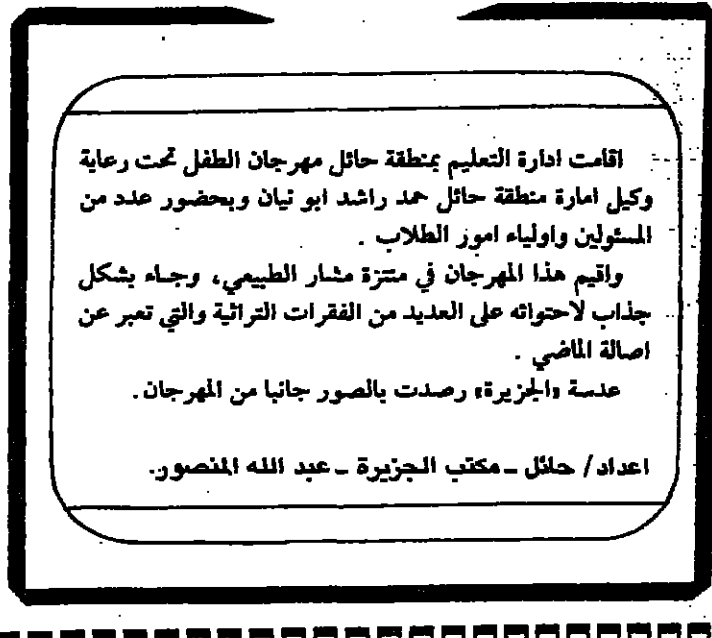 اقامت ادارة التعليم بمنطقة حائل مهرجان الطفل تحت رعاية
وكيل امارة منطقة حائل حمد راشد ابو نيان وبحضور عدد من
المسئولين واولياء امور الطلاب .
واقيم هذا المهرجان في متنزة مشار الطبيعي، وجاء بشكل
جذاب لاحتوائه على العديد من الفقرات التراثية والتي تعبر عن
اصالة الماضي .
عدسة «الجزيرة» رصدت بالصور جانبا من المهرجان.
اعداد/ حائل ـ مكتب الجزيرة ـ عبد الله المنصور.